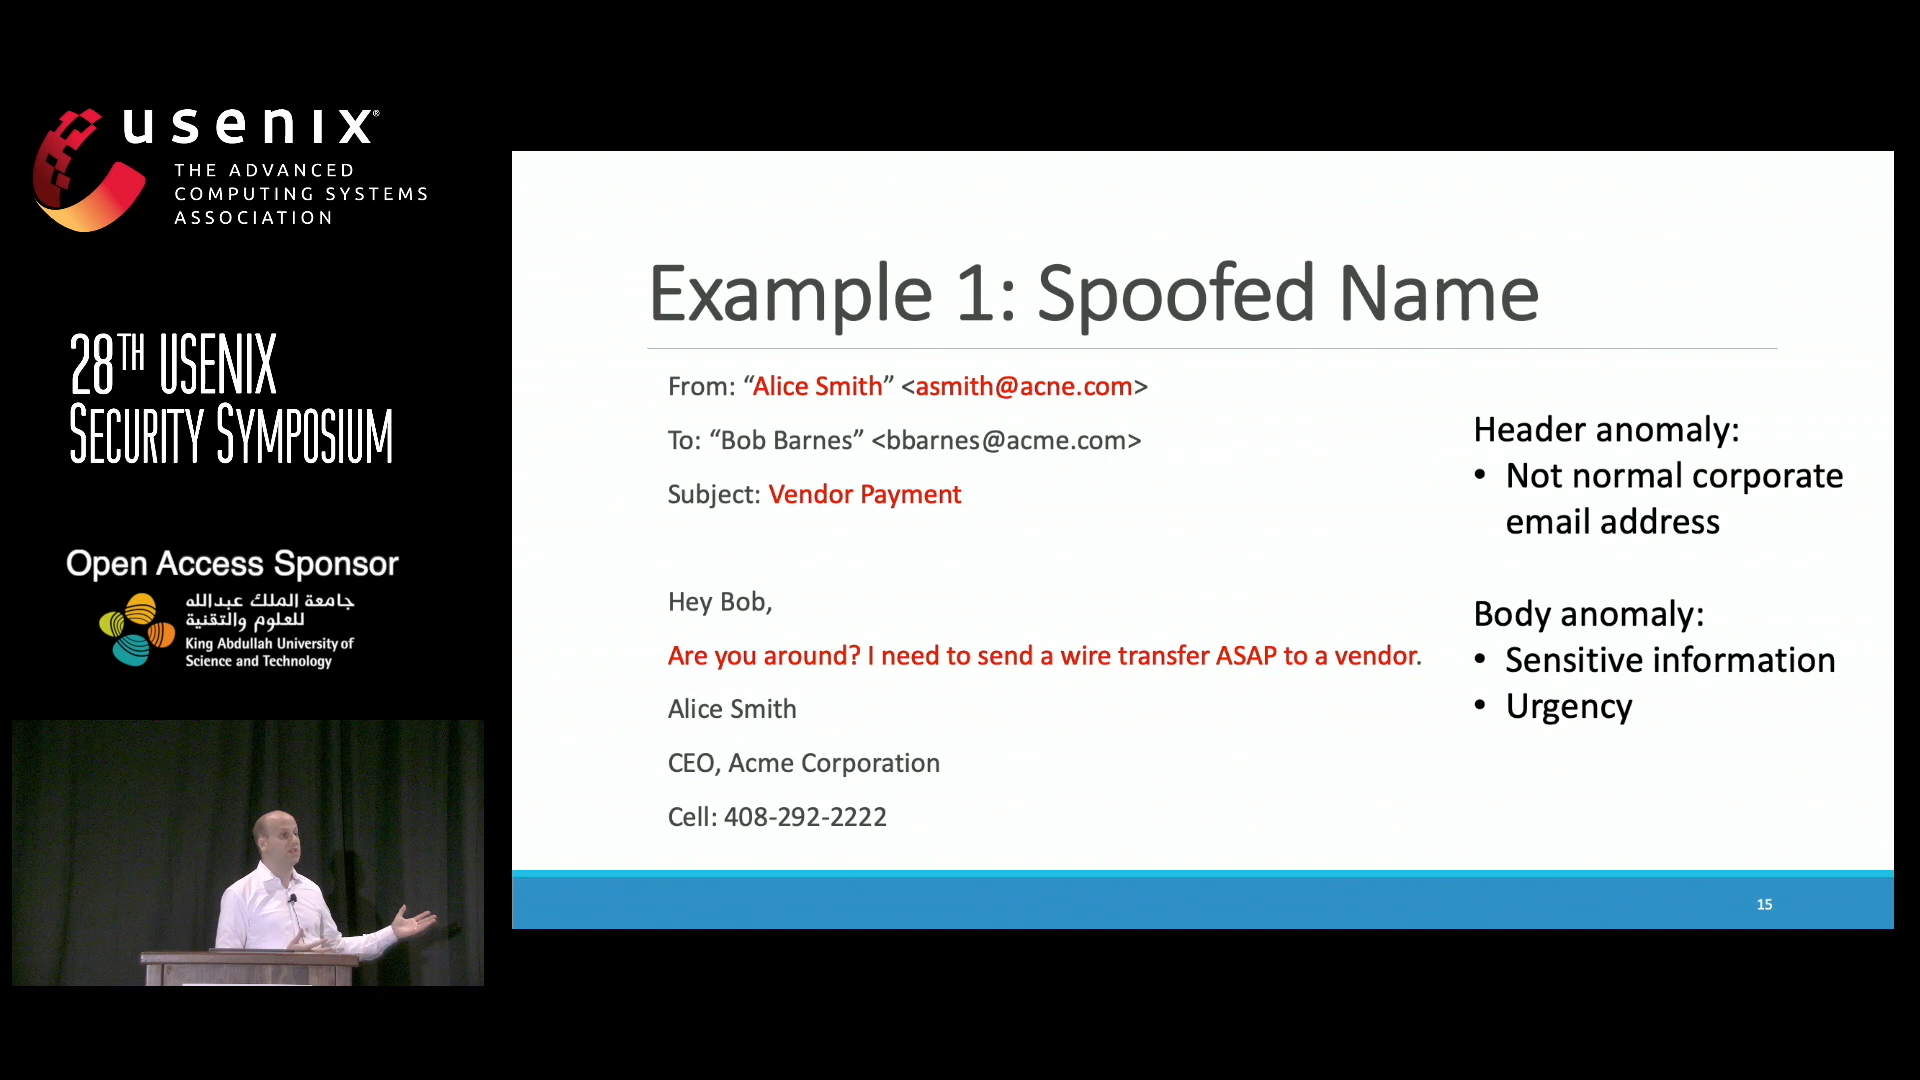 usenix®
THE ADVANCED
COMPUTING SYSTEMS
ASSOCIATION
28TH USENIX
SECURITY SYMPOSIUM
Open Access Sponsor
جامعة الملك عبدالله
للعلوم والتقنية
King Abdullah University of
Science and Technology
Example 1: Spoofed Name
From: “Alice Smith” <asmith@acne.com>
To: “Bob Barnes” <bbarnes@acme.com>
Subject: Vendor Payment
Hey Bob,
Are you around? I need to send a wire transfer ASAP to a vendor.
Alice Smith
CEO, Acme Corporation
Cell: 408-292-2222
Header anomaly:
• Not normal corporate
email address
Body anomaly:
• Sensitive information
• Urgency
15